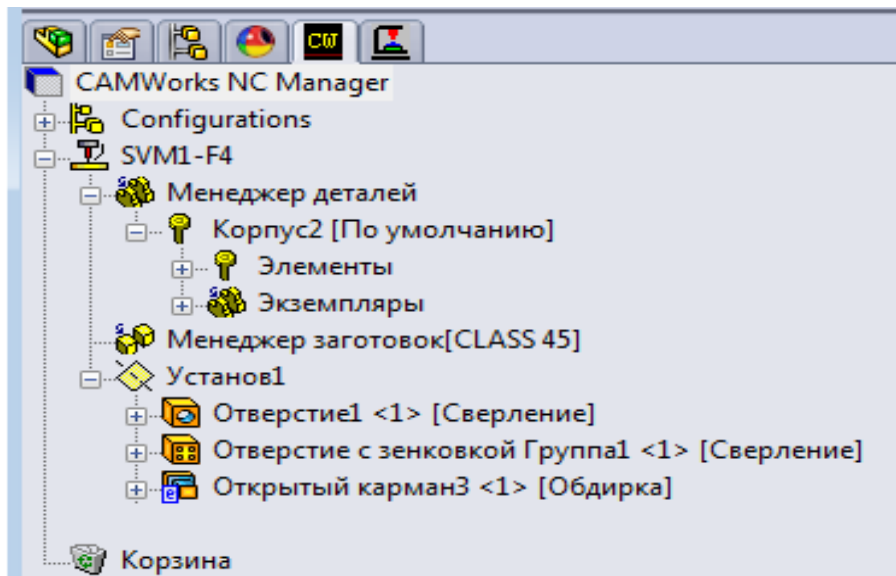 CW
CAMWorks NC Manager
Configurations
SVM1-F4
Менеджер деталей
Корпус2 [По умолчанию]
Элементы
Экземпляры
Менеджер заготовок[CLASS 45]
Установ1
Отверстие1 <1> [Сверление]
Отверстие с зенковкой Группа1 <1> [Сверление]
Открытый карман3 <1> [Обдирка]
Корзина